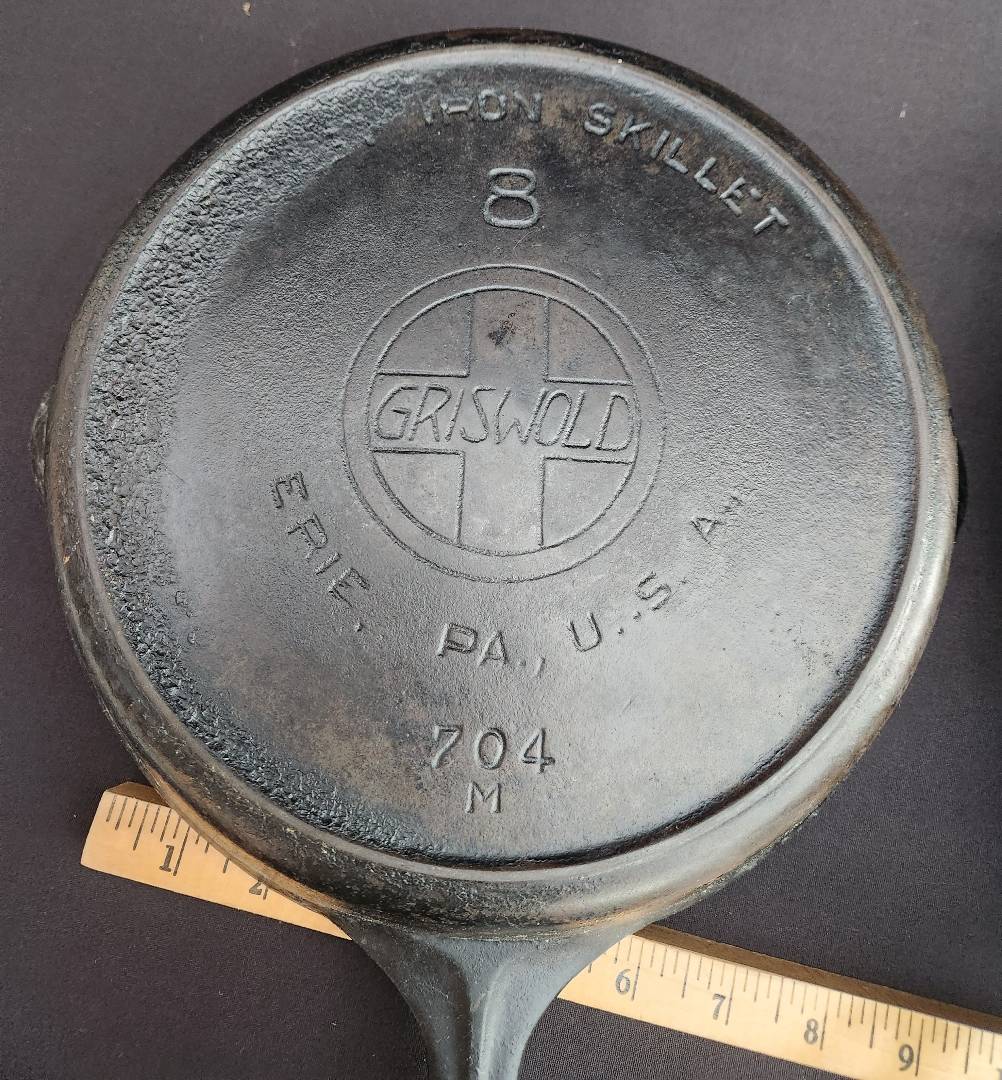 IRON SKILLET
8
GRISWOLD
ERIE, PA., U.S.A.
704
M
1 2 6 7 8 9